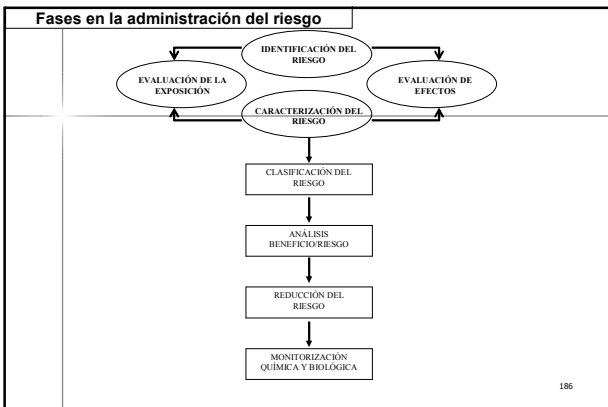 Fases en la administración del riesgo
IDENTIFICACIÓN DEL
RIESGO
EVALUACIÓN DE LA
EXPOSICIÓN
EVALUACIÓN DE
EFECTOS
CARACTERIZACIÓN DEL
RIESGO
CLASIFICACIÓN DEL
RIESGO
ANÁLISIS
BENEFICIO/RIESGO
REDUCCIÓN DEL
RIESGO
MONITORIZACIÓN
QUÍMICA Y BIOLÓGICA
186